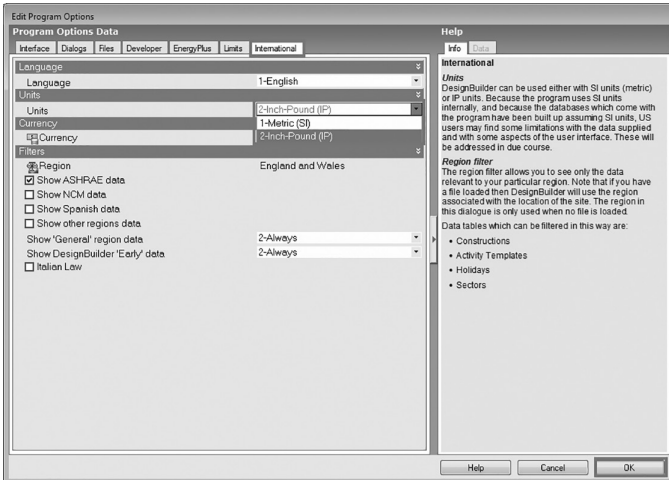 Edit Program Options
Program Options Data
Interface Dialogs Files Developer EnergyPlus Limits International
Language
Language 1-English
Units
Units 2-Inch-Pound (IP)
1-Metric (SI)
2-Inch-Pound (IP)
Currency
Currency
Filters
Region England and Wales
Show ASHRAE data
Show NCM data
Show Spanish data
Show other regions data
Show 'General' region data 2-Always
Show DesignBuilder 'Early' data 2-Always
Italian Law
Help
Info Data
International
Units
DesignBuilder can be used either with SI units (metric)
or IP units. Because the program uses SI units
internally, and because the databases which come with
the program have been built up assuming SI units, US
users may find some limitations with the data supplied
and with some aspects of the user interface. These will
be addressed in due course.
Region filter
The region filter allows you to see only the data
relevant to your particular region. Note that if you have
a file loaded then DesignBuilder will use the region
associated with the location of the site. The region in
this dialogue is only used when no file is loaded.
Data tables which can be filtered in this way are:
• Constructions
• Activity Templates
• Holidays
• Sectors
Help Cancel OK